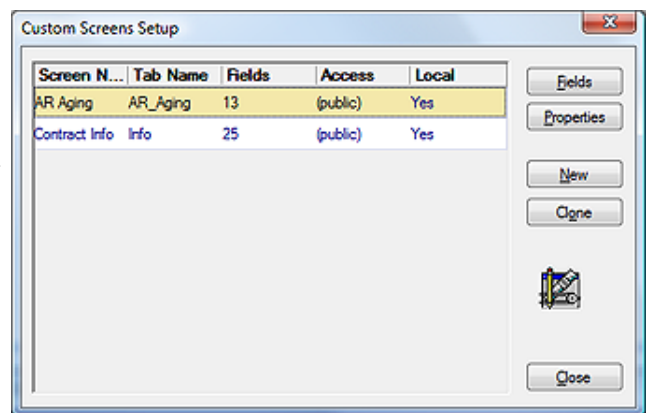 Custom Screens Setup
Screen N... Tab Name Fields Access Local
AR Aging AR_Aging 13 (public) Yes
Contract Info Info 25 (public) Yes
Fields
Properties
New
Clone
Close